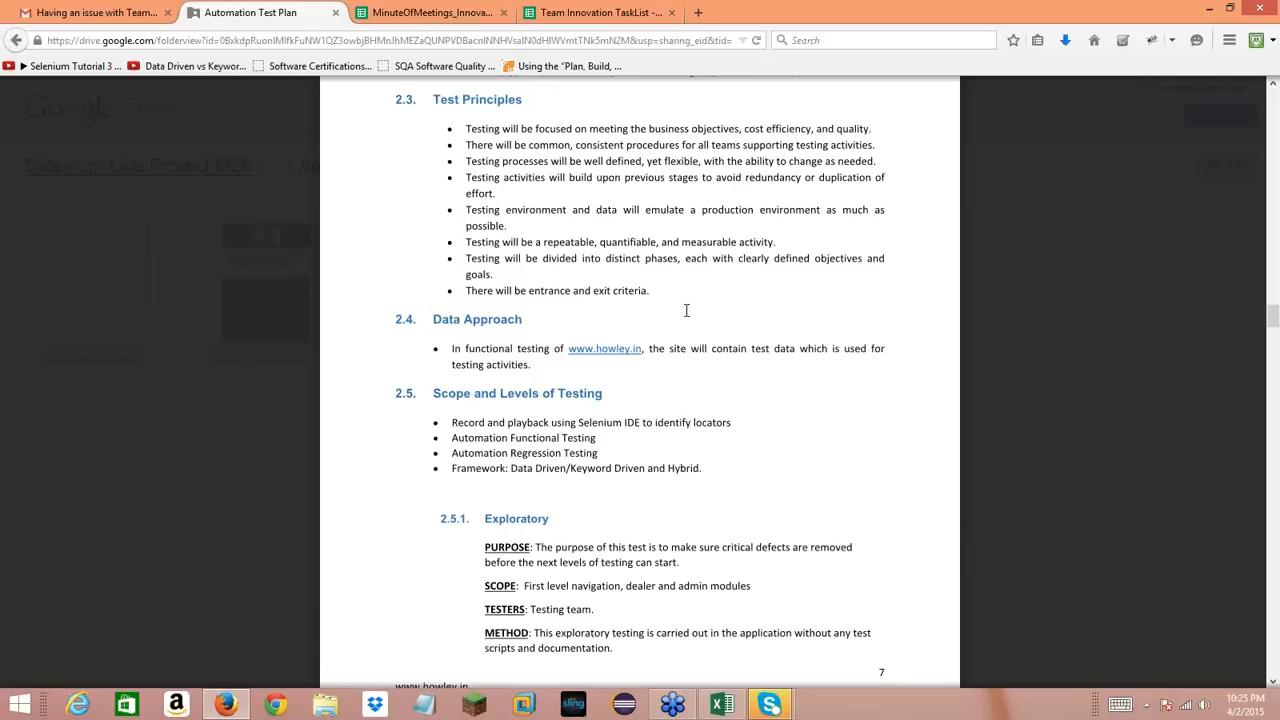 Having an issue with Team...
Automation Test Plan
MinuteOfMeetings_Innova...
Team Innovation TaskList -...
Search
Selenium Tutorial 3 ...
Data Driven vs Keywor...
Software Certifications...
SQA Software Quality ...
Using the "Plan, Build, ...
Google Drive
Selenium Live Project M26
2.3. Test Principles
• Testing will be focused on meeting the business objectives, cost efficiency, and quality.
• There will be common, consistent procedures for all teams supporting testing activities.
• Testing processes will be well defined, yet flexible, with the ability to change as needed.
• Testing activities will build upon previous stages to avoid redundancy or duplication of
effort.
• Testing environment and data will emulate a production environment as much as
possible.
• Testing will be a repeatable, quantifiable, and measurable activity.
• Testing will be divided into distinct phases, each with clearly defined objectives and
goals.
• There will be entrance and exit criteria.
2.4. Data Approach
• In functional testing of www.howley.in, the site will contain test data which is used for
testing activities.
2.5. Scope and Levels of Testing
• Record and playback using Selenium IDE to identify locators
• Automation Functional Testing
• Automation Regression Testing
• Framework: Data Driven/Keyword Driven and Hybrid.
2.5.1. Exploratory
PURPOSE: The purpose of this test is to make sure critical defects are removed
before the next levels of testing can start.
SCOPE: First level navigation, dealer and admin modules
TESTERS: Testing team.
METHOD: This exploratory testing is carried out in the application without any test
scripts and documentation.
7
www.howley.in
sling
10:25 PM
4/2/2015